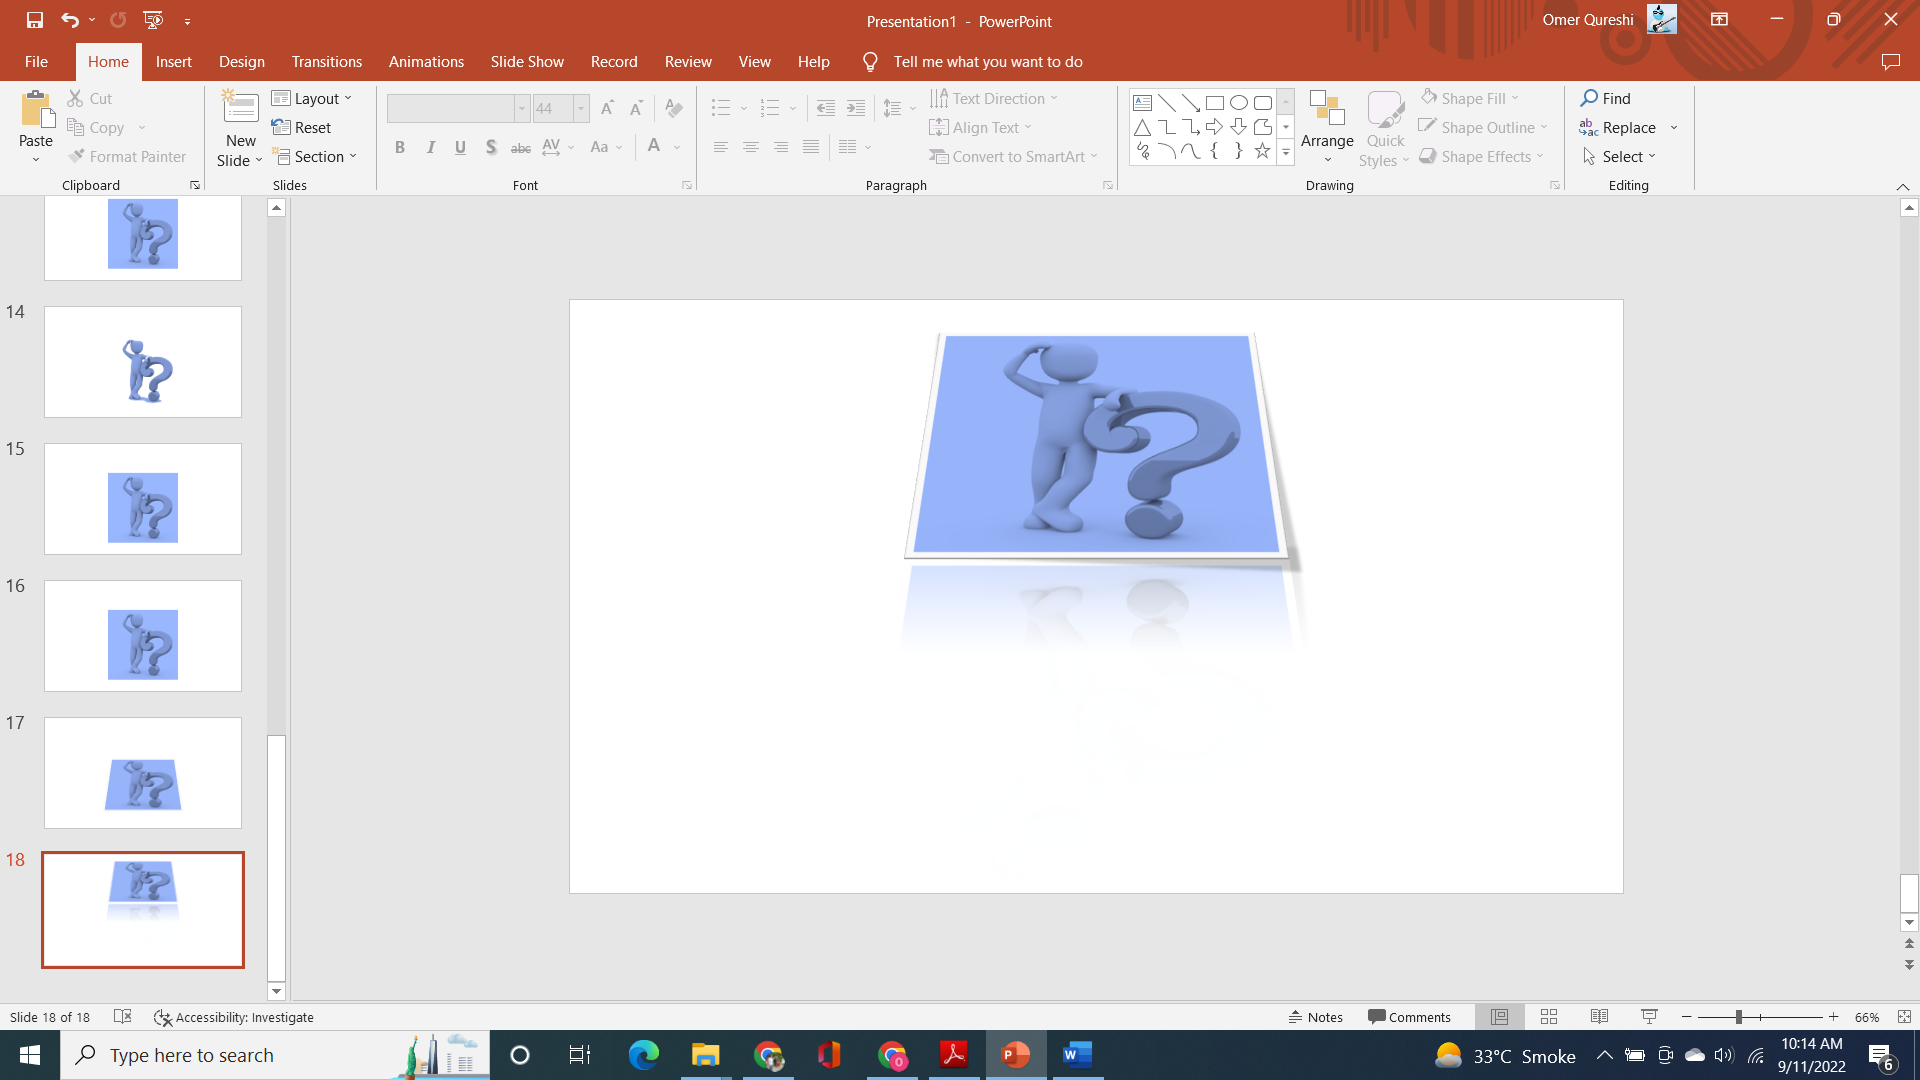 Presentation1 - PowerPoint
Omer Qureshi
File Home Insert Design Transitions Animations Slide Show Record Review View Help Tell me what you want to do
Paste
Cut
Copy
Format Painter
Clipboard
New Slide
Layout
Reset
Section
Slides
44
B I U S abc AV Aa A
Font
Text Direction
Align Text
Convert to SmartArt
Paragraph
Arrange
Quick Styles
Shape Fill
Shape Outline
Shape Effects
Drawing
Find
Replace
Select
Editing
14
15
16
17
18
Slide 18 of 18
Accessibility: Investigate
Notes
Comments
66%
Type here to search
33°C Smoke
10:14 AM
9/11/2022
6